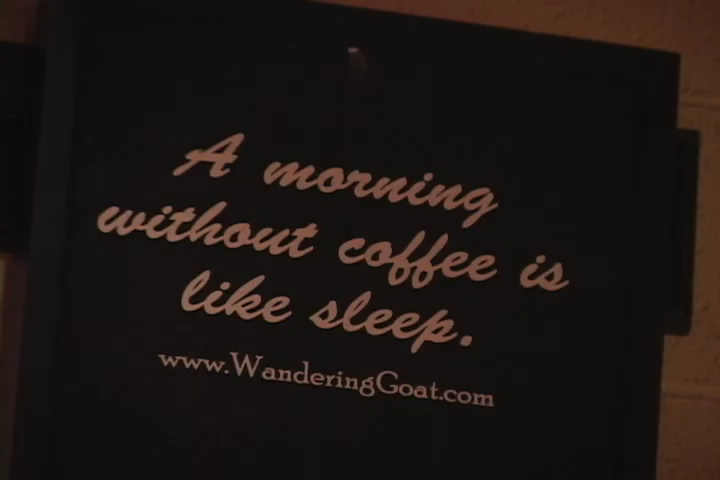 A morning
without coffee is
like sleep.
www.WanderingGoat.com